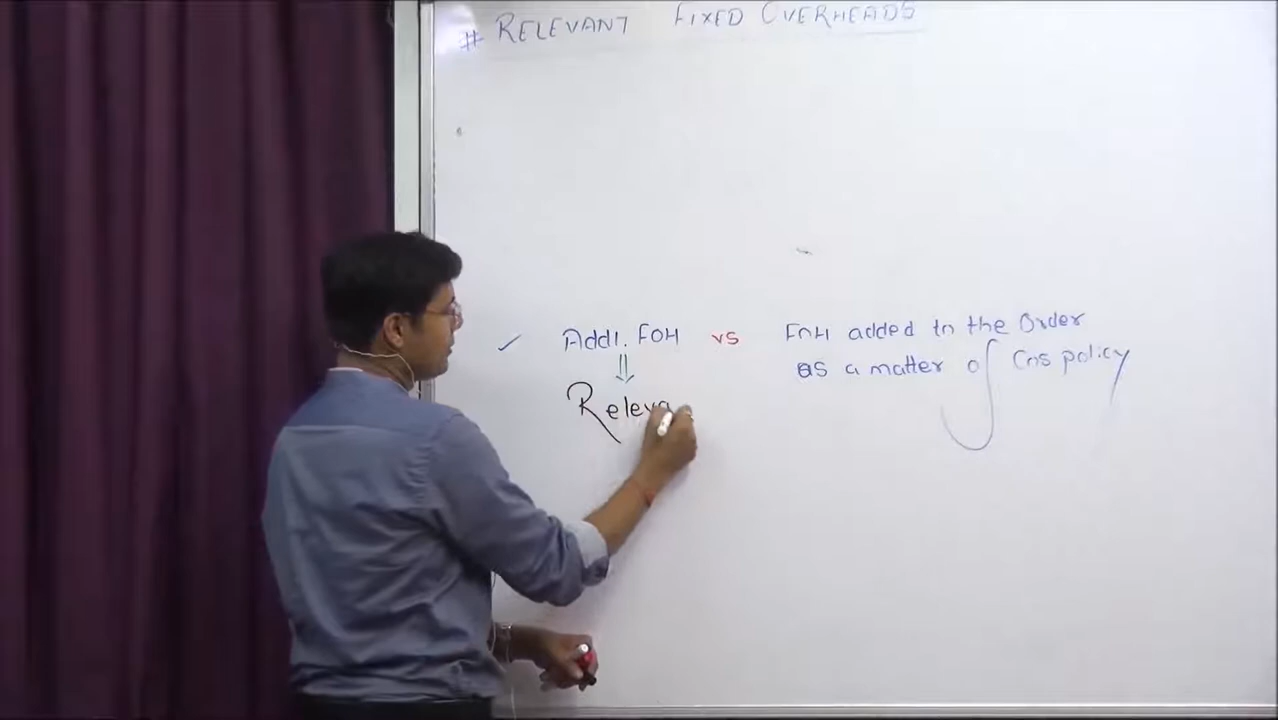 # RELEVANT FIXED OVERHEADS
✓ Addl. FOH vs FOH added to the Order
as a matter of Cos policy
⇓
Releva